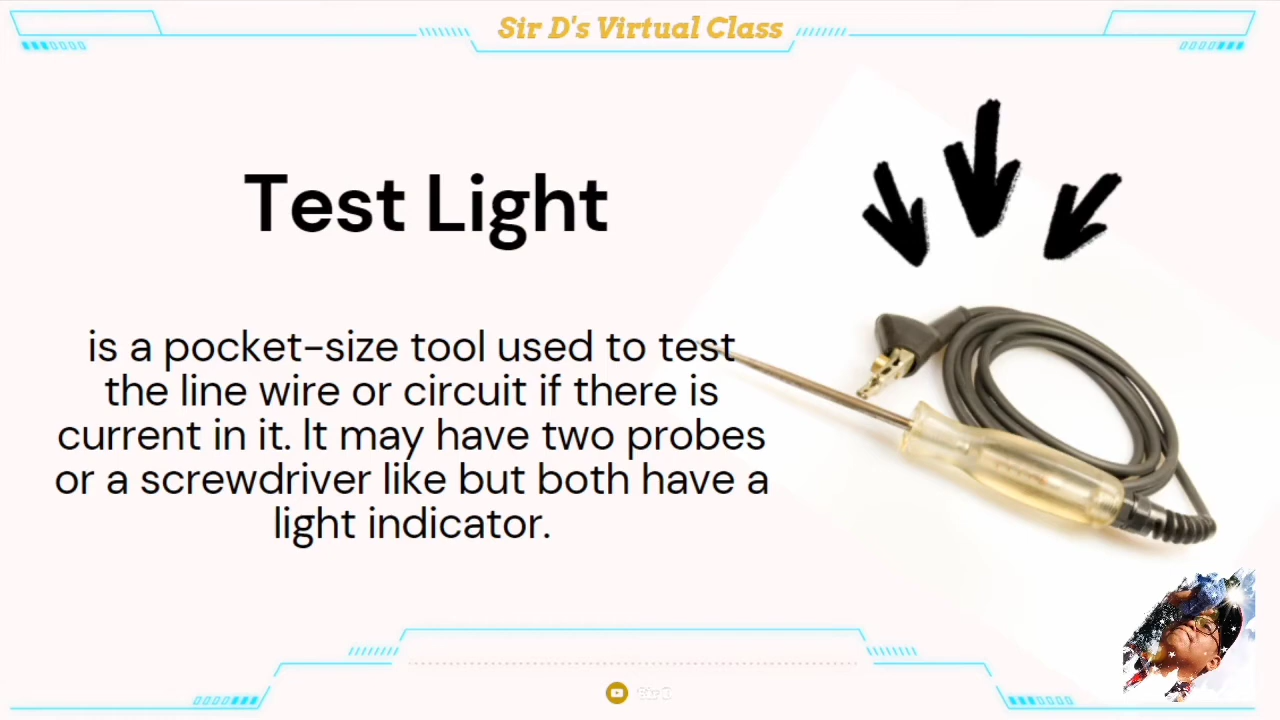 Sir D's Virtual Class
Test Light
is a pocket-size tool used to test
the line wire or circuit if there is
current in it. It may have two probes
or a screwdriver like but both have a
light indicator.